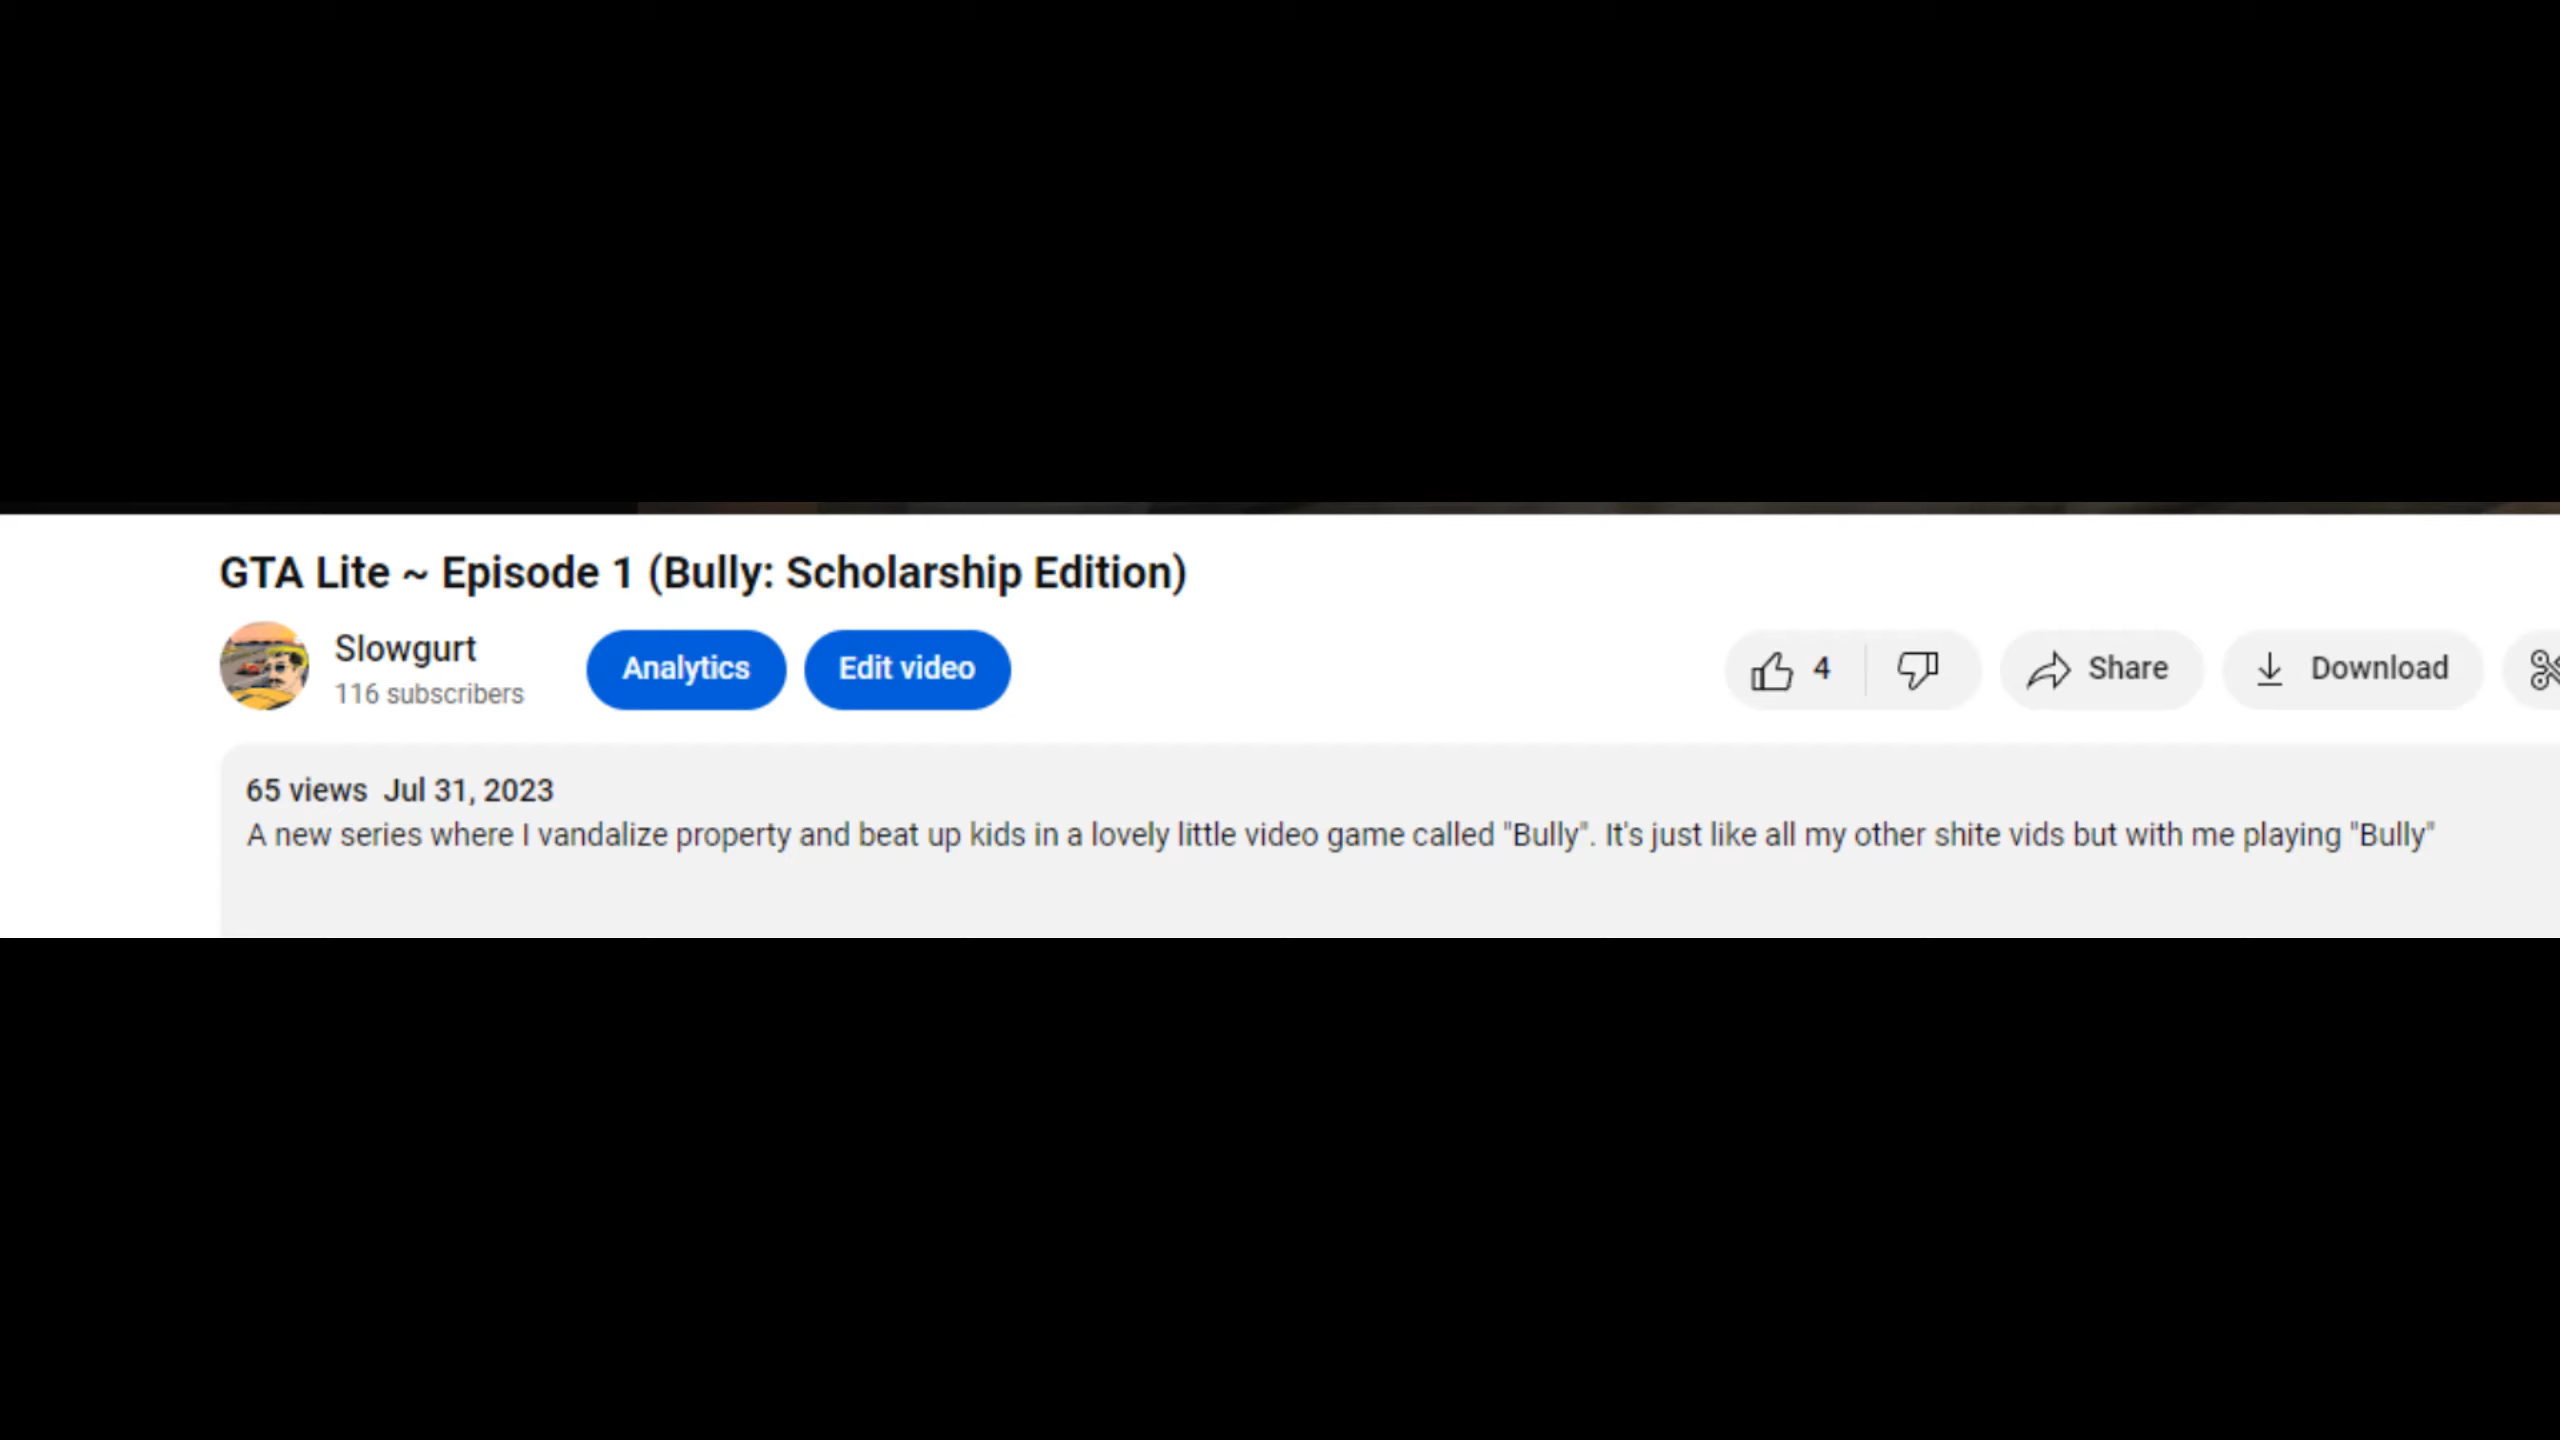 GTA Lite ~ Episode 1 (Bully: Scholarship Edition)
Slowgurt
116 subscribers
Analytics
Edit video
4
Share
Download
65 views  Jul 31, 2023
A new series where I vandalize property and beat up kids in a lovely little video game called "Bully". It's just like all my other shite vids but with me playing "Bully"